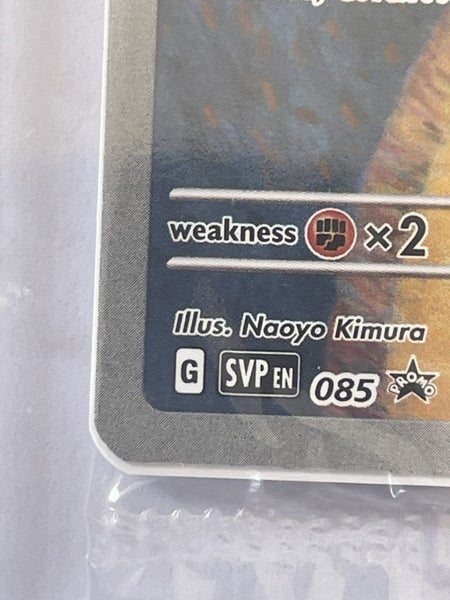 weakness ×2
Illus. Naoyo Kimura
G SVP EN 085 PROMO